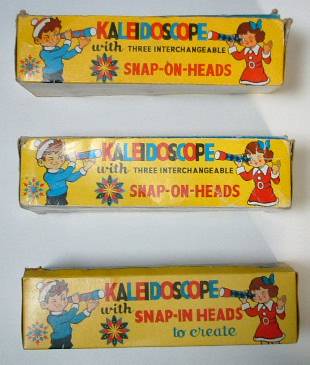 KALEIDOSCOPE
with THREE INTERCHANGEABLE
SNAP-ON-HEADS
KALEIDOSCOPE
with THREE INTERCHANGEABLE
SNAP-ON-HEADS
KALEIDOSCOPE
with SNAP-IN HEADS
to create